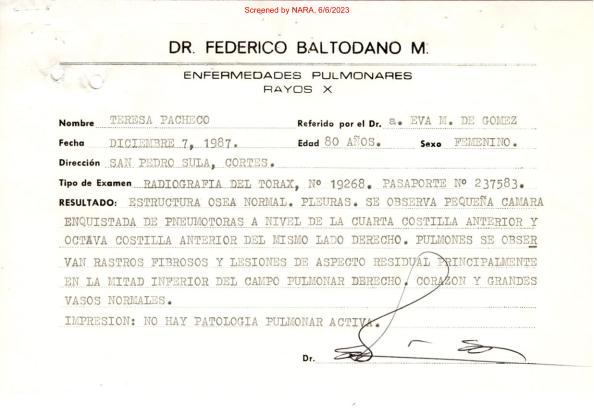 Screened by NARA, 6/6/2023
DR. FEDERICO BALTODANO M.
ENFERMEDADES PULMONARES
RAYOS X
Nombre TERESA PACHECO Referido por el Dr. a. EVA M. DE GOMEZ
Fecha DICIEMBRE 7, 1987. Edad 80 AÑOS. Sexo FEMENINO.
Dirección SAN PEDRO SULA, CORTES.
Tipo de Examen RADIOGRAFIA DEL TORAX, Nº 19268. PASAPORTE Nº 237583.
RESULTADO: ESTRUCTURA OSEA NORMAL. PLEURAS. SE OBSERVA PEQUEÑA CAMARA
ENQUISTADA DE PNEUMOTORAS A NIVEL DE LA CUARTA COSTILLA ANTERIOR Y
OCTAVA COSTILLA ANTERIOR DEL MISMO LADO DERECHO. PULMONES SE OBSER
VAN RASTROS FIBROSOS Y LESIONES DE ASPECTO RESIDUAL PRINCIPALMENTE
EN LA MITAD INFERIOR DEL CAMPO PULMONAR DERECHO. CORAZON Y GRANDES
VASOS NORMALES.
IMPRESION: NO HAY PATOLOGIA PULMONAR ACTIVA.
Dr.